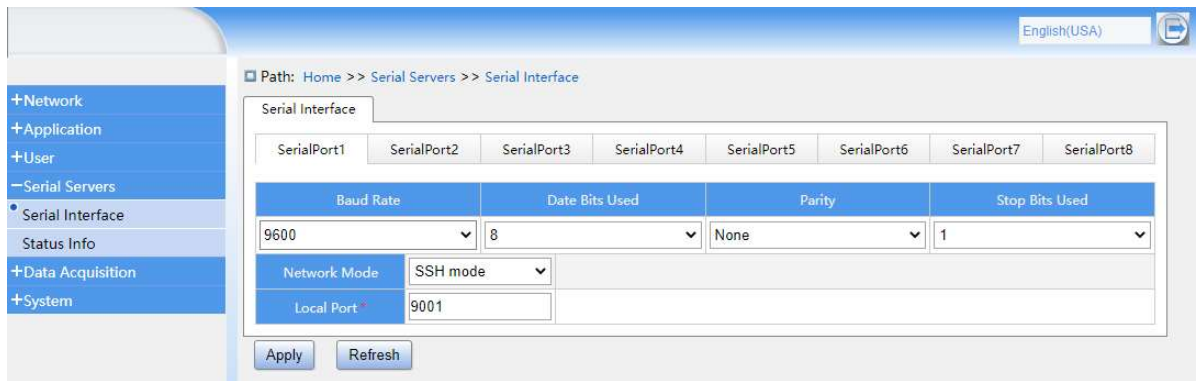 English(USA)
Path: Home >> Serial Servers >> Serial Interface
+Network
+Application
+User
−Serial Servers
Serial Interface
Status Info
+Data Acquisition
+System
Serial Interface
SerialPort1 SerialPort2 SerialPort3 SerialPort4 SerialPort5 SerialPort6 SerialPort7 SerialPort8
Baud Rate Date Bits Used Parity Stop Bits Used
9600 8 None 1
Network Mode SSH mode
Local Port * 9001
Apply Refresh